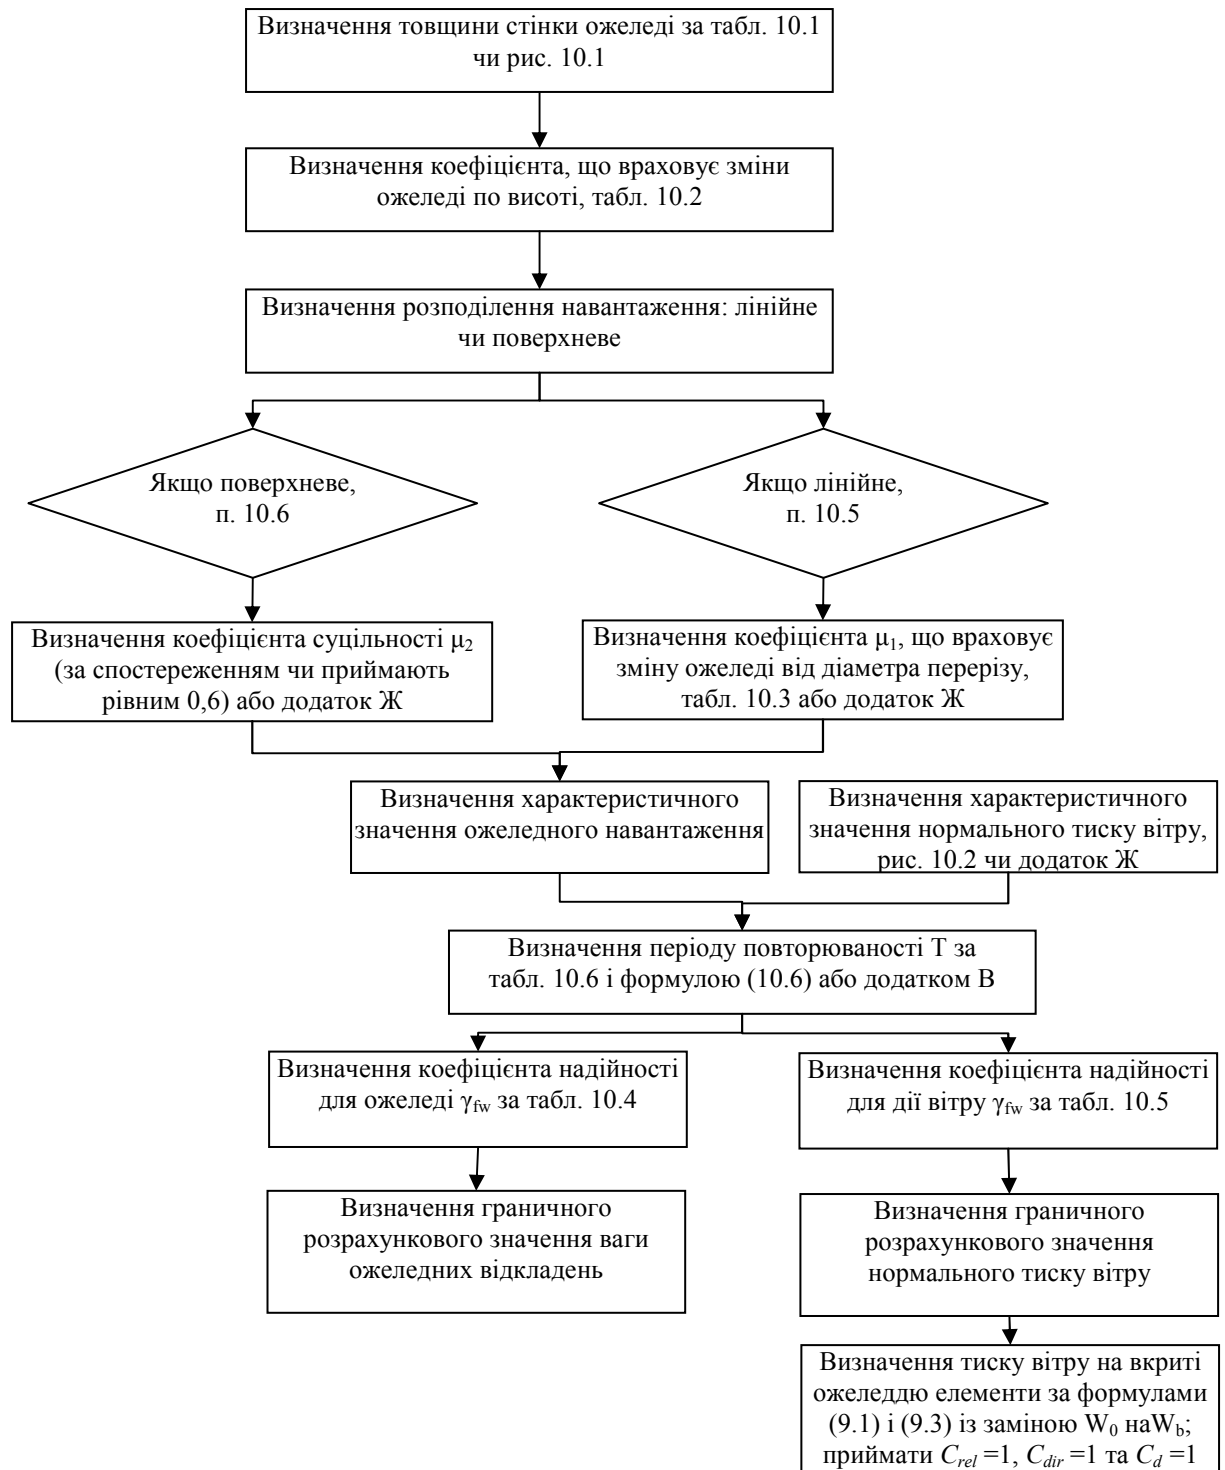 Визначення товщини стінки ожеледі за табл. 10.1
чи рис. 10.1
Визначення коефіцієнта, що враховує зміни
ожеледі по висоті, табл. 10.2
Визначення розподілення навантаження: лінійне
чи поверхневе
Якщо поверхневе,
п. 10.6
Якщо лінійне,
п. 10.5
Визначення коефіцієнта суцільності μ₂
(за спостереженням чи приймають
рівним 0,6) або додаток Ж
Визначення коефіцієнта μ₁, що враховує
зміну ожеледі від діаметра перерізу,
табл. 10.3 або додаток Ж
Визначення характеристичного
значення ожеледного навантаження
Визначення характеристичного
значення нормального тиску вітру,
рис. 10.2 чи додаток Ж
Визначення періоду повторюваності Т за
табл. 10.6 і формулою (10.6) або додатком В
Визначення коефіцієнта надійності
для ожеледі γfw за табл. 10.4
Визначення коефіцієнта надійності
для дії вітру γfw за табл. 10.5
Визначення граничного
розрахункового значення ваги
ожеледних відкладень
Визначення граничного
розрахункового значення
нормального тиску вітру
Визначення тиску вітру на вкриті
ожеледдю елементи за формулами
(9.1) і (9.3) із заміною W₀ наWb;
приймати Crel =1, Cdir =1 та Cd =1